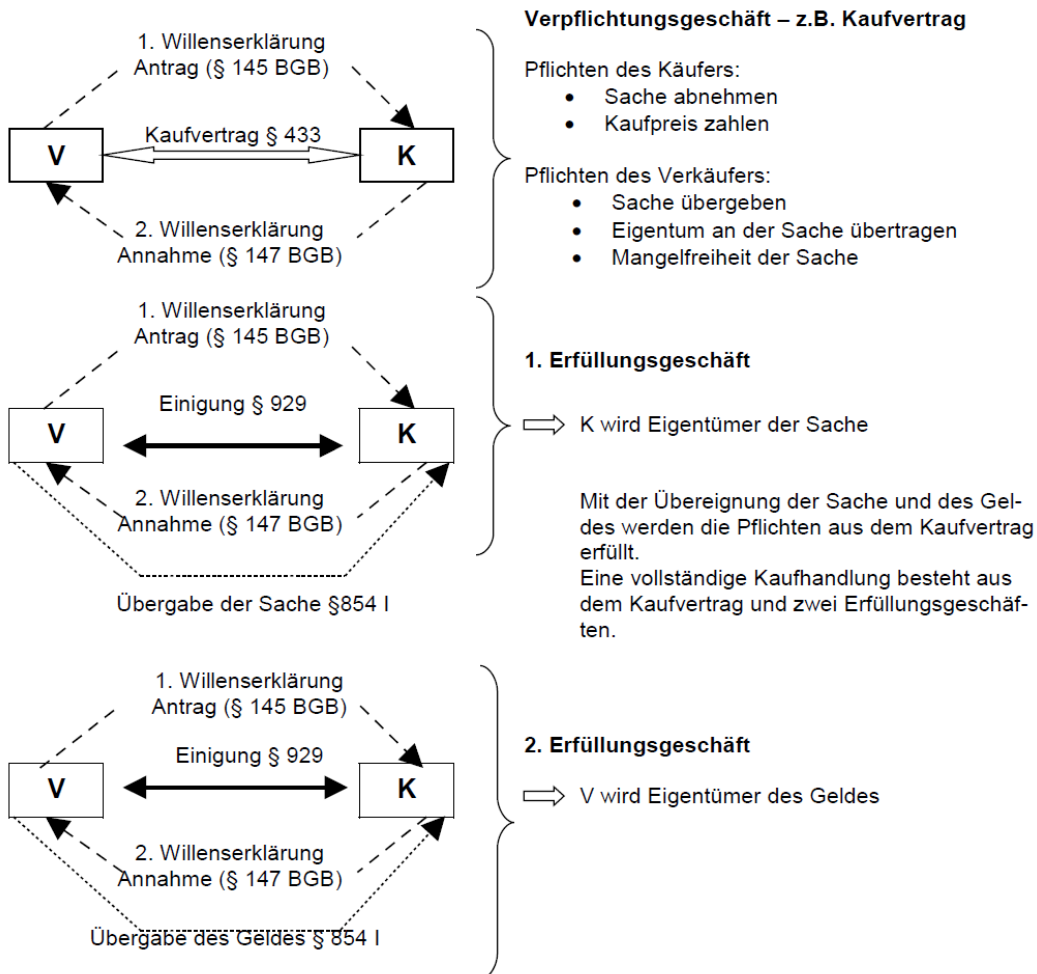 Verpflichtungsgeschäft – z.B. Kaufvertrag
1. Willenserklärung
Antrag (§ 145 BGB)
V
Kaufvertrag § 433
K
2. Willenserklärung
Annahme (§ 147 BGB)
Pflichten des Käufers:
• Sache abnehmen
• Kaufpreis zahlen
Pflichten des Verkäufers:
• Sache übergeben
• Eigentum an der Sache übertragen
• Mangelfreiheit der Sache
1. Willenserklärung
Antrag (§ 145 BGB)
V
Einigung § 929
K
2. Willenserklärung
Annahme (§ 147 BGB)
Übergabe der Sache §854 I
1. Erfüllungsgeschäft
K wird Eigentümer der Sache
Mit der Übereignung der Sache und des Gel-
des werden die Pflichten aus dem Kaufvertrag
erfüllt.
Eine vollständige Kaufhandlung besteht aus
dem Kaufvertrag und zwei Erfüllungsgeschäf-
ten.
1. Willenserklärung
Antrag (§ 145 BGB)
V
Einigung § 929
K
2. Willenserklärung
Annahme (§ 147 BGB)
Übergabe des Geldes § 854 I
2. Erfüllungsgeschäft
V wird Eigentümer des Geldes